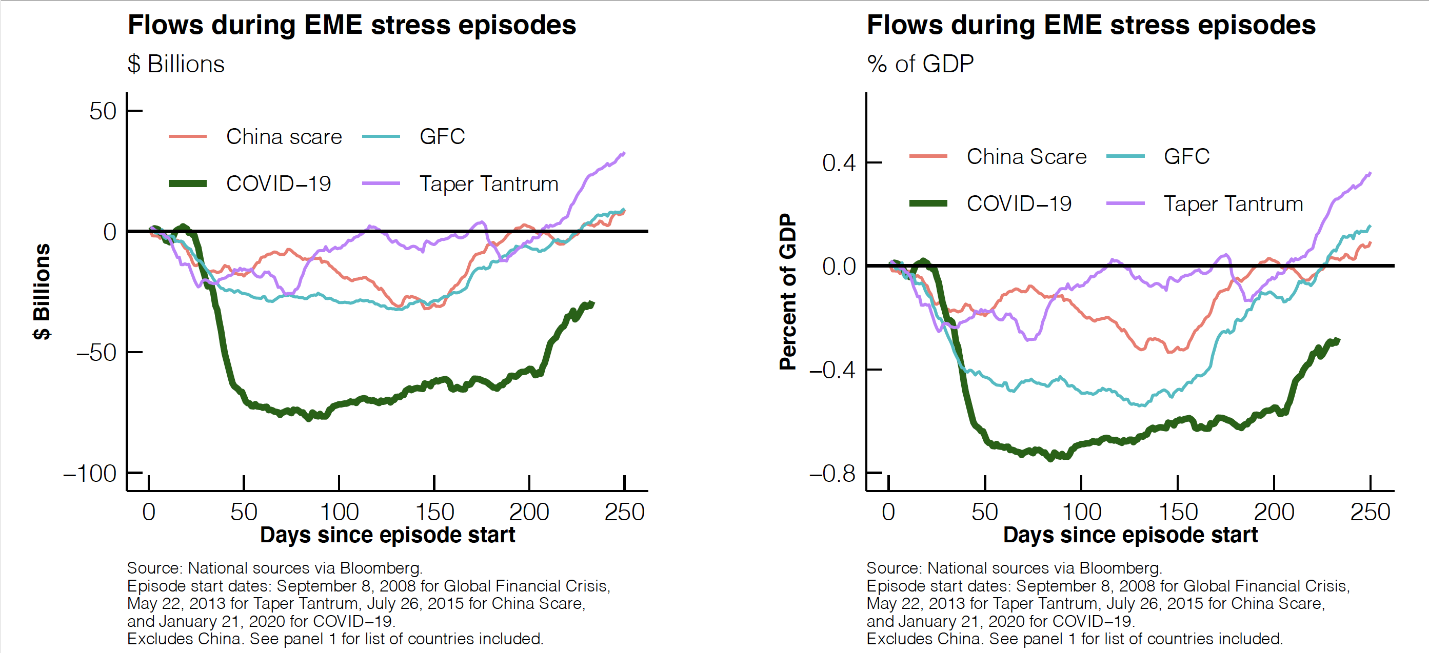 Flows during EME stress episodes
$ Billions
50
0
−50
−100
$ Billions
China scare
GFC
COVID−19
Taper Tantrum
0 50 100 150 200 250
Days since episode start
Source: National sources via Bloomberg.
Episode start dates: September 8, 2008 for Global Financial Crisis,
May 22, 2013 for Taper Tantrum, July 26, 2015 for China Scare,
and January 21, 2020 for COVID−19.
Excludes China. See panel 1 for list of countries included.
Flows during EME stress episodes
% of GDP
0.4
0.0
−0.4
−0.8
Percent of GDP
China Scare
GFC
COVID−19
Taper Tantrum
0 50 100 150 200 250
Days since episode start
Source: National sources via Bloomberg.
Episode start dates: September 8, 2008 for Global Financial Crisis,
May 22, 2013 for Taper Tantrum, July 26, 2015 for China Scare,
and January 21, 2020 for COVID−19.
Excludes China. See panel 1 for list of countries included.